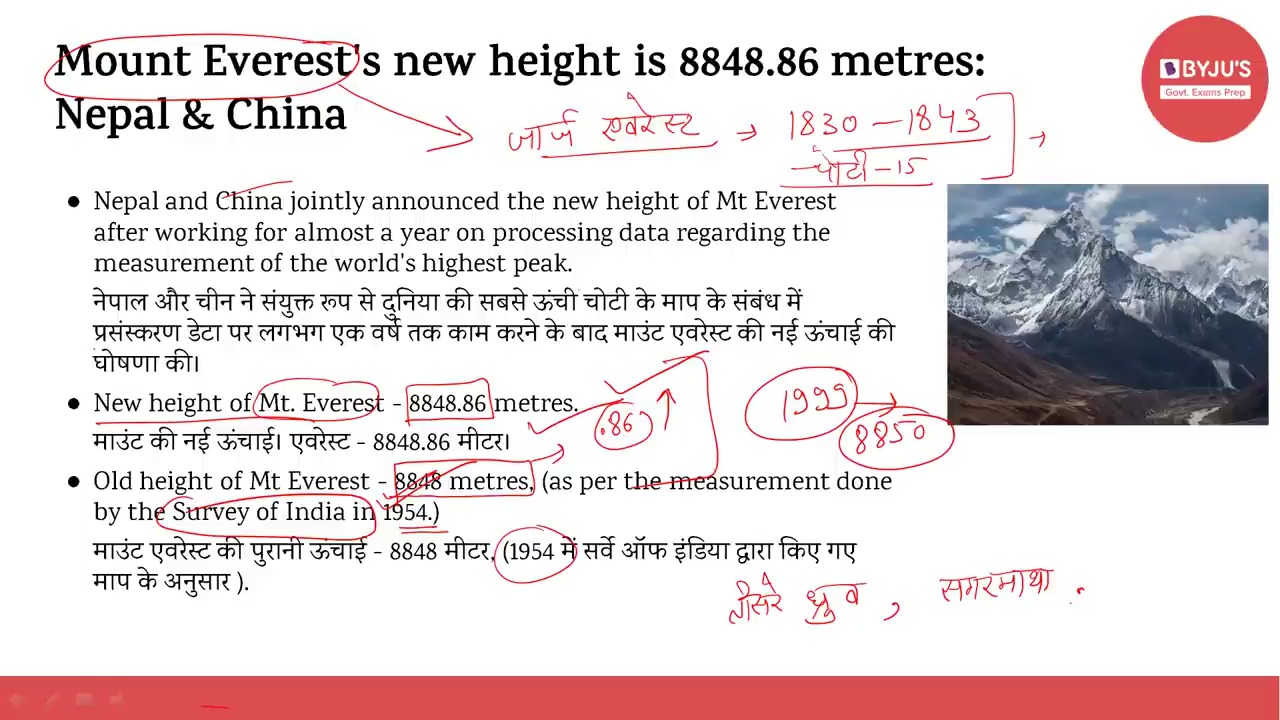 Mount Everest's new height is 8848.86 metres:
Nepal & China
BYJU'S
Govt. Exams Prep
जार्ज एवरेस्ट → 1830 – 1843 →
चोटी – 15
● Nepal and China jointly announced the new height of Mt Everest
after working for almost a year on processing data regarding the
measurement of the world's highest peak.
नेपाल और चीन ने संयुक्त रूप से दुनिया की सबसे ऊंची चोटी के माप के संबंध में
प्रसंस्करण डेटा पर लगभग एक वर्ष तक काम करने के बाद माउंट एवरेस्ट की नई ऊंचाई की
घोषणा की।
● New height of Mt. Everest - 8848.86 metres.
.86 ↑
1999 →
8850
माउंट की नई ऊंचाई। एवरेस्ट - 8848.86 मीटर।
● Old height of Mt Everest - 8848 metres, (as per the measurement done
by the Survey of India in 1954.)
माउंट एवरेस्ट की पुरानी ऊंचाई - 8848 मीटर, (1954 में सर्वे ऑफ इंडिया द्वारा किए गए
माप के अनुसार ).
तीसरे ध्रुव , सगरमाथा .